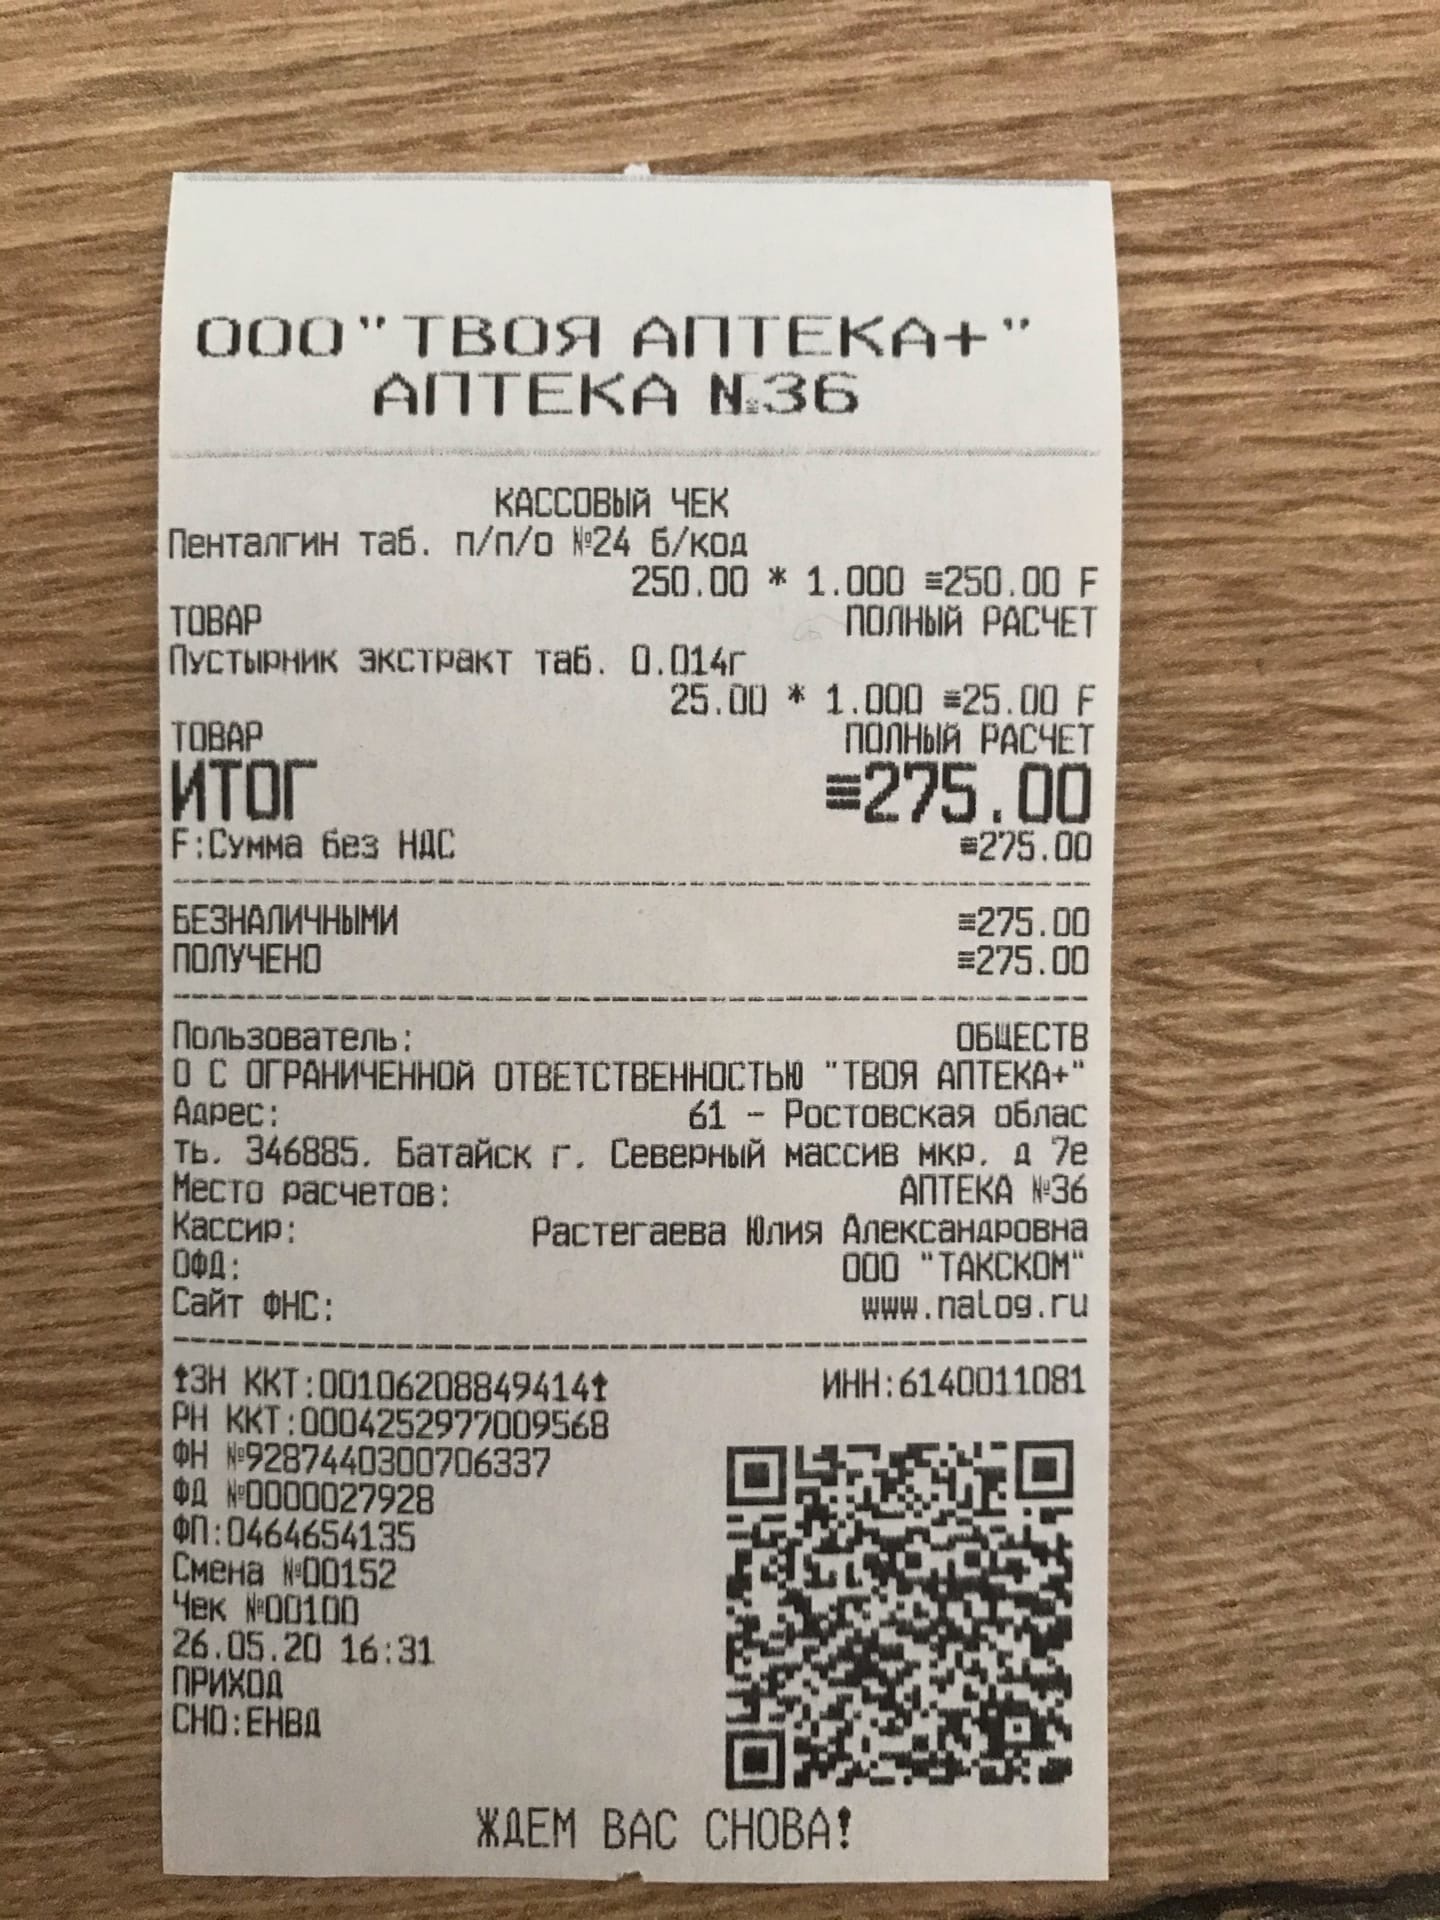 ООО"ТВОЯ АПТЕКА+"
АПТЕКА №36
КАССОВЫЙ ЧЕК
Пенталгин таб. п/п/о №24 б/код
250.00 * 1.000 ≡250.00 F
ТОВАР ПОЛНЫЙ РАСЧЕТ
Пустырник экстракт таб. 0.014г
25.00 * 1.000 ≡25.00 F
ТОВАР ПОЛНЫЙ РАСЧЕТ
ИТОГ ≡275.00
F:Сумма без НДС ≡275.00
БЕЗНАЛИЧНЫМИ ≡275.00
ПОЛУЧЕНО ≡275.00
Пользователь: ОБЩЕСТВ
О С ОГРАНИЧЕННОЙ ОТВЕТСТВЕННОСТЬЮ "ТВОЯ АПТЕКА+"
Адрес: 61 - Ростовская облас
ть, 346885, Батайск г, Северный массив мкр, д 7е
Место расчетов: АПТЕКА №36
Кассир: Растегаева Юлия Александровна
ОФД: ООО "ТАКСКОМ"
Сайт ФНС: www.nalog.ru
ЗН ККТ:00106208849414 ИНН:6140011081
РН ККТ:0004252977009568
ФН №9287440300706337
ФД №0000027928
ФП:0464654135
Смена №00152
Чек №00100
26.05.20 16:31
ПРИХОД
СНО:ЕНВД
ЖДЕМ ВАС СНОВА!